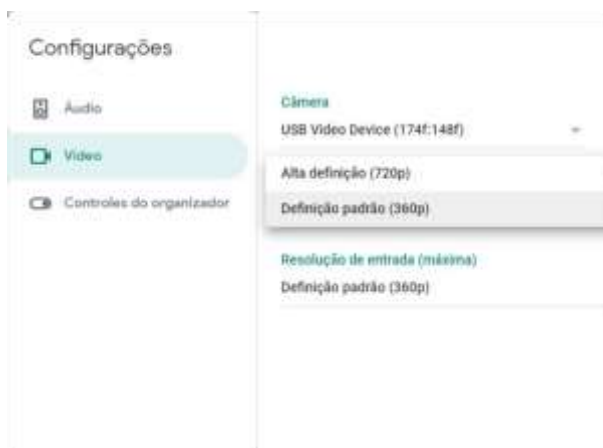 Configurações
Áudio
Vídeo
Controles do organizador
Câmera
USB Video Device (174f:148f)
Alta definição (720p)
Definição padrão (360p)
Resolução de entrada (máxima)
Definição padrão (360p)